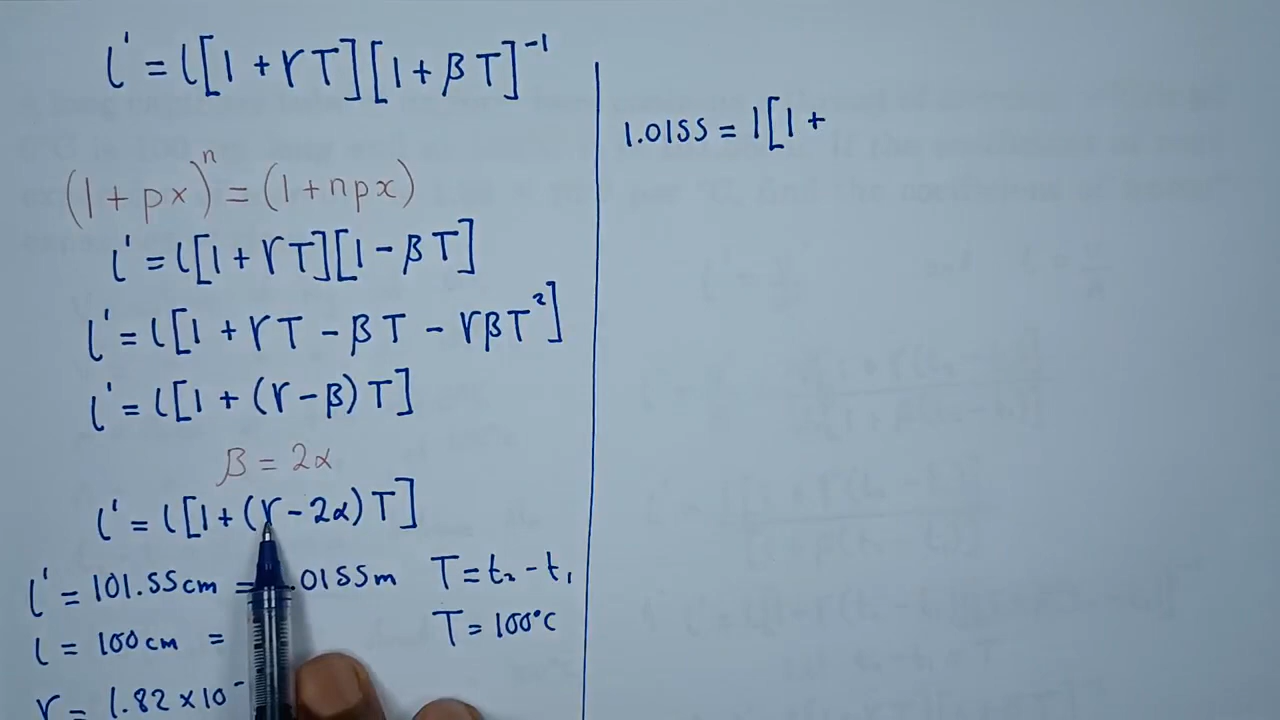 l' = l[1 + γT][1 + βT]⁻¹
(1 + px)ⁿ = (1 + npx)
l' = l[1 + γT][1 - βT]
l' = l[1 + γT - βT - γβT²]
l' = l[1 + (γ - β)T]
β = 2α
l' = l[1 + (γ - 2α)T]
l' = 101.55cm = .0155m T = t₂ - t₁
l = 100cm = T = 100°C
γ = 1.82 × 10⁻
1.0155 = 1[1 +